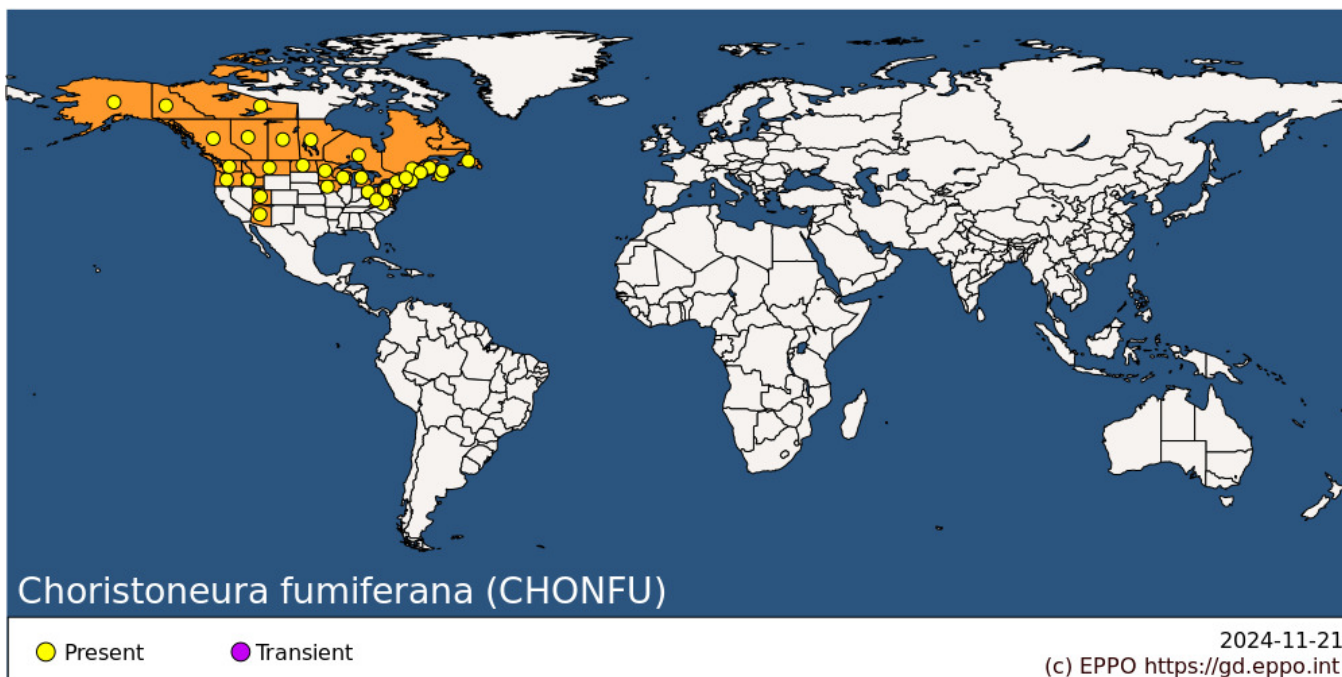 Choristoneura fumiferana (CHONFU)
Present
Transient
2024-11-21
(c) EPPO https://gd.eppo.int